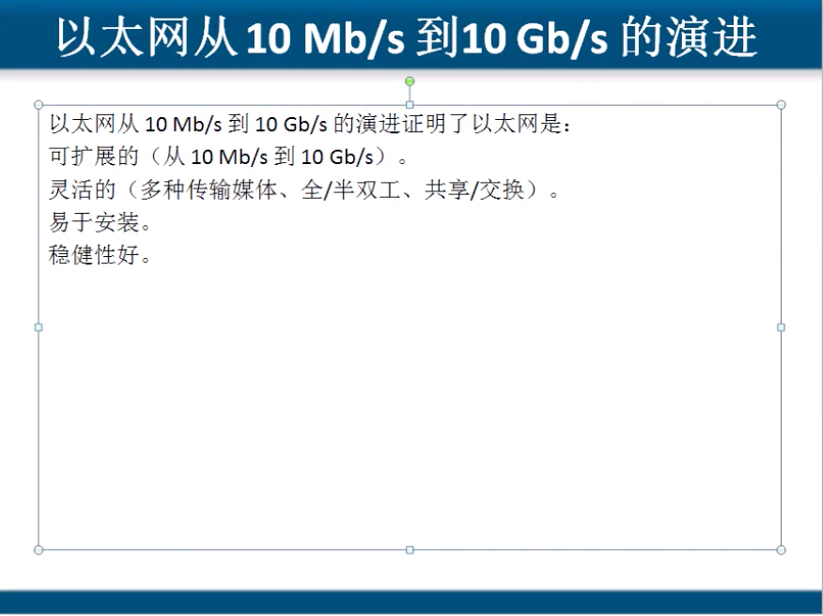 以太网从 10 Mb/s 到10 Gb/s 的演进
以太网从 10 Mb/s 到 10 Gb/s 的演进证明了以太网是：
可扩展的（从 10 Mb/s 到 10 Gb/s）。
灵活的（多种传输媒体、全/半双工、共享/交换）。
易于安装。
稳健性好。